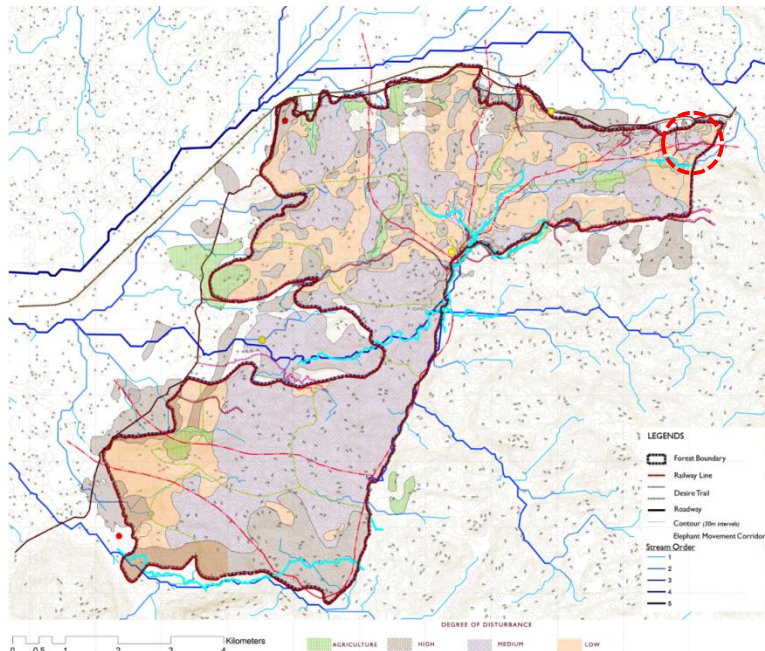 LEGENDS
Forest Boundary
Railway Line
Desire Trail
Roadway
Contour (30m intervals)
Elephant Movement Corridor
Stream Order
1
2
3
4
5
DEGREE OF DISTURBANCE
0 0.5 1 2 3 4 Kilometers
AGRICULTURE HIGH MEDIUM LOW